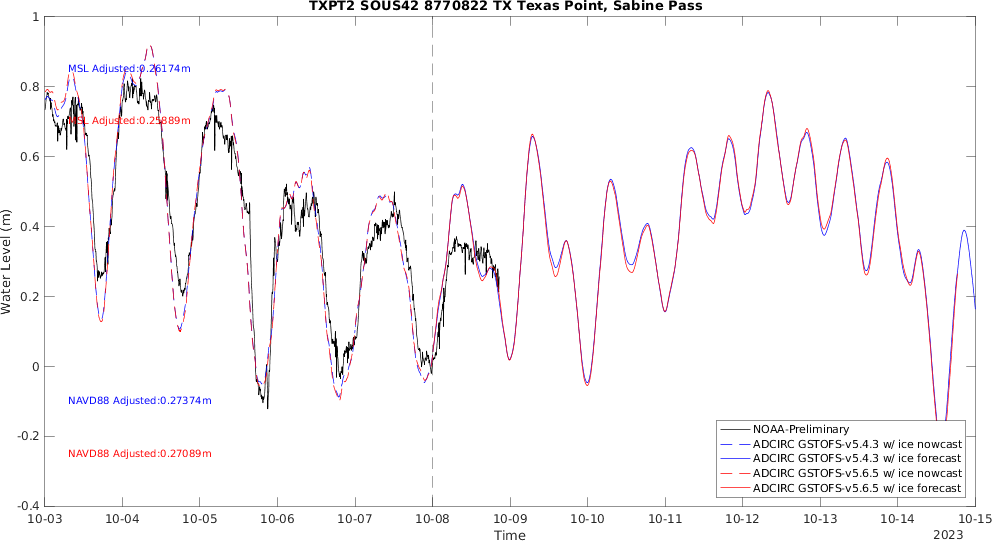 TXPT2 SOUS42 8770822 TX Texas Point, Sabine Pass
Water Level (m)
1
0.8
0.6
0.4
0.2
0
-0.2
-0.4
MSL Adjusted:0.26174m
MSL Adjusted:0.25889m
NAVD88 Adjusted:0.27374m
NAVD88 Adjusted:0.27089m
NOAA-Preliminary
ADCIRC GSTOFS-v5.4.3 w/ ice nowcast
ADCIRC GSTOFS-v5.4.3 w/ ice forecast
ADCIRC GSTOFS-v5.6.5 w/ ice nowcast
ADCIRC GSTOFS-v5.6.5 w/ ice forecast
10-03 10-04 10-05 10-06 10-07 10-08 10-09 10-10 10-11 10-12 10-13 10-14 10-15
Time
2023